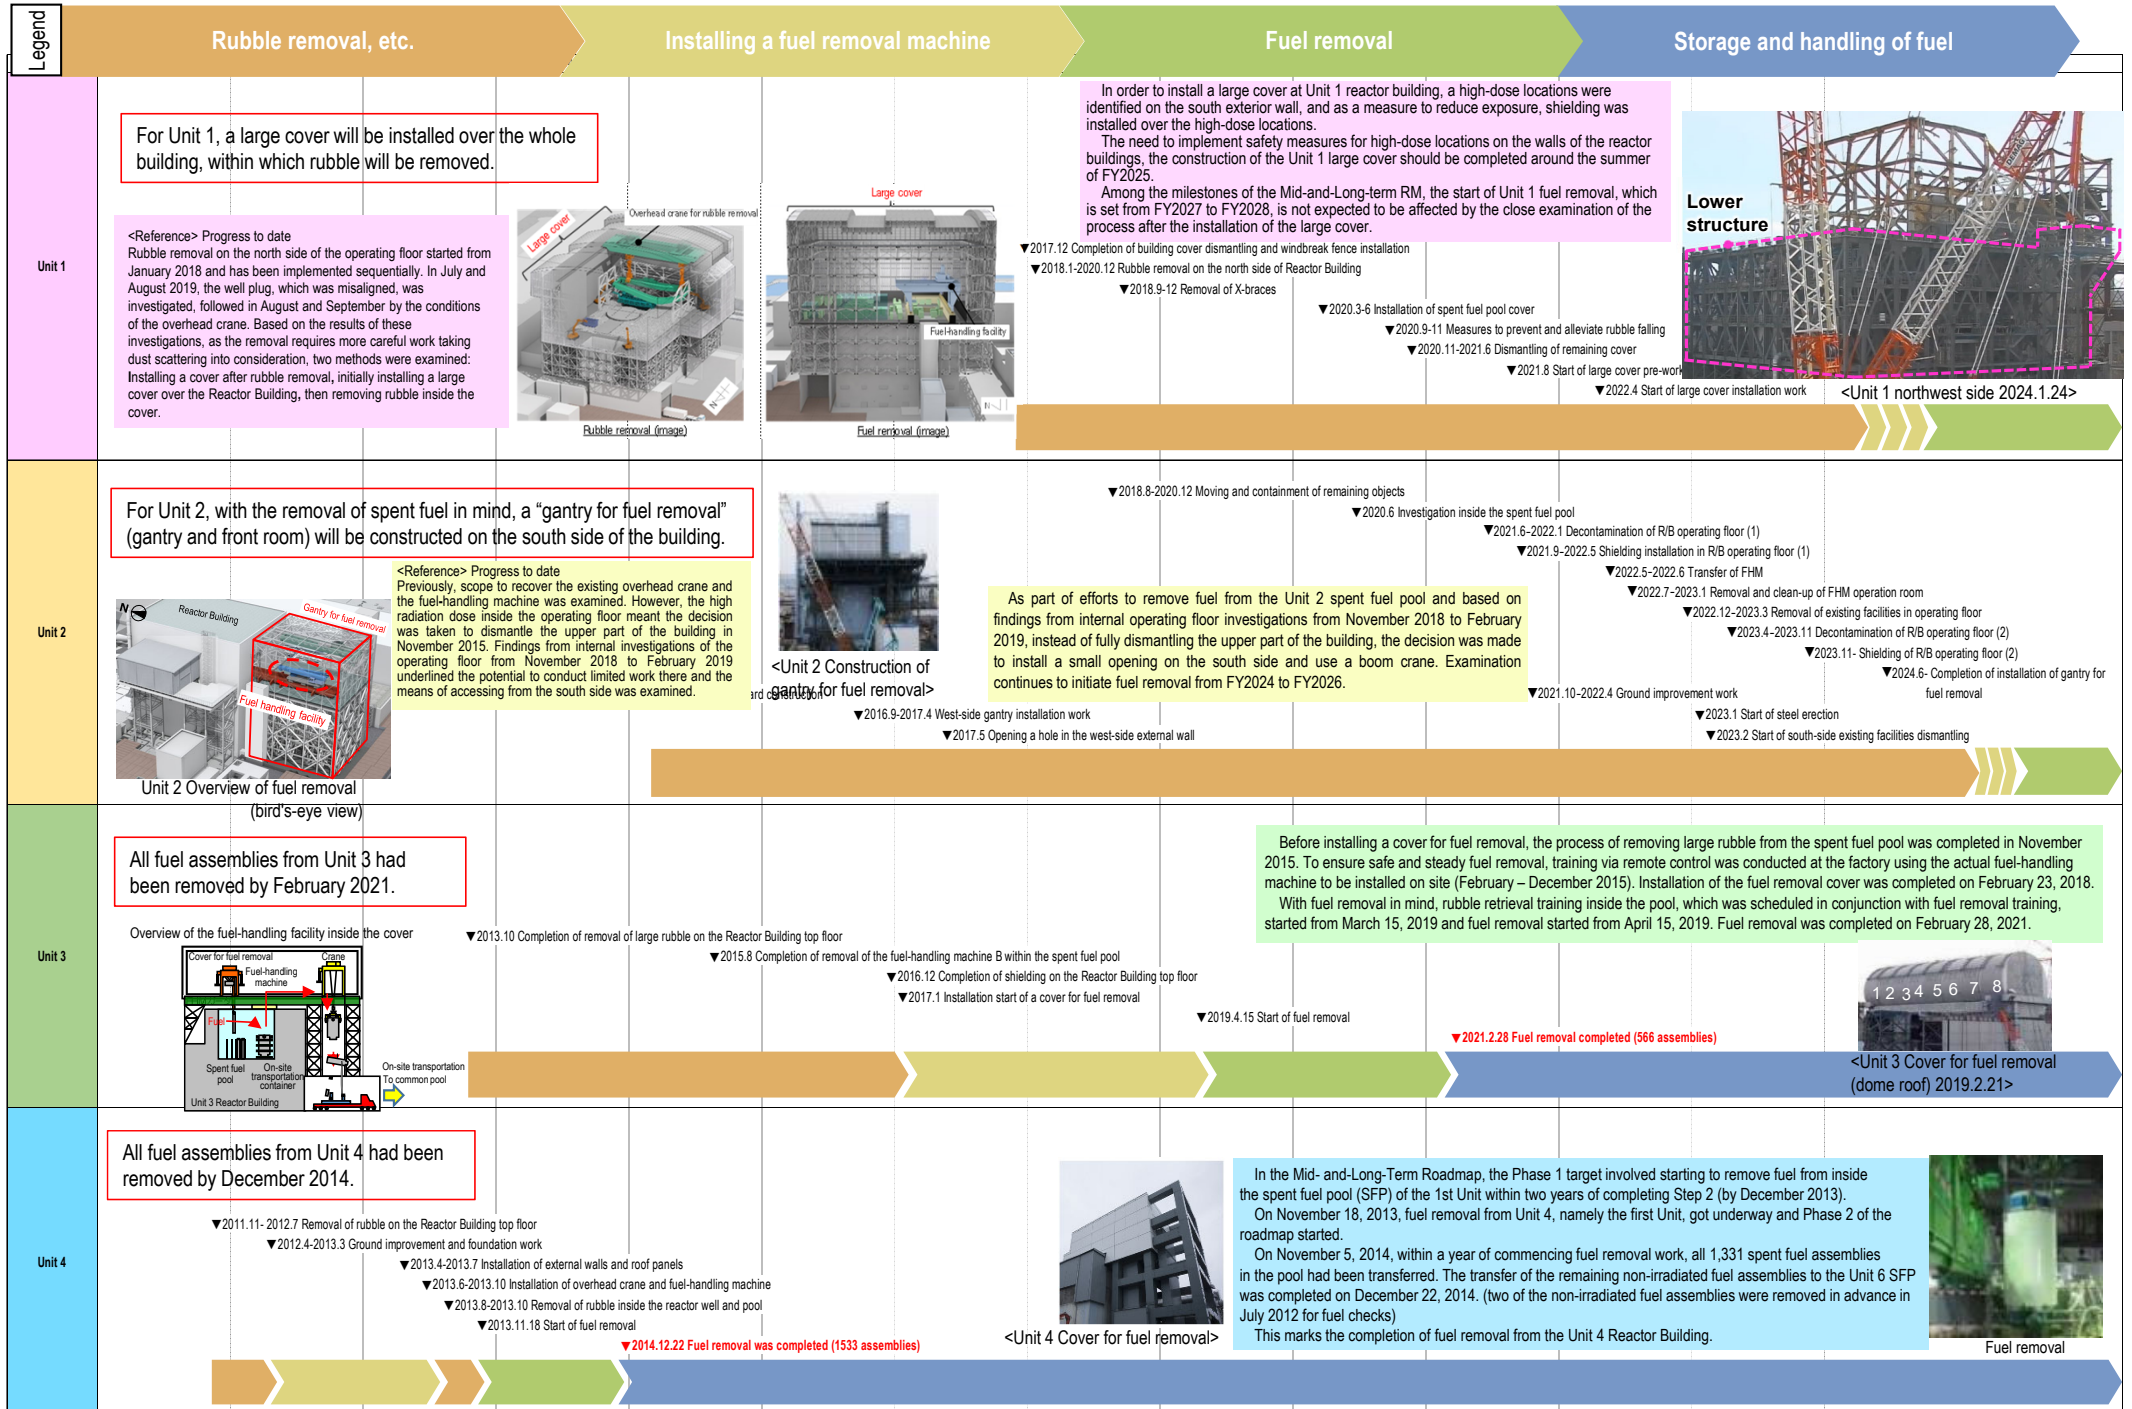 Legend
Rubble removal, etc.
Installing a fuel removal machine
Fuel removal
Storage and handling of fuel
Unit 1
For Unit 1, a large cover will be installed over the whole
building, within which rubble will be removed.
<Reference> Progress to date
Rubble removal on the north side of the operating floor started from
January 2018 and has been implemented sequentially. In July and
August 2019, the well plug, which was misaligned, was
investigated, followed in August and September by the conditions
of the overhead crane. Based on the results of these
investigations, as the removal requires more careful work taking
dust scattering into consideration, two methods were examined:
Installing a cover after rubble removal, initially installing a large
cover over the Reactor Building, then removing rubble inside the
cover.
Large cover
Overhead crane for rubble removal
N
Rubble removal (image)
Large cover
Fuel-handling facility
N
Fuel removal (image)
In order to install a large cover at Unit 1 reactor building, a high-dose locations were
identified on the south exterior wall, and as a measure to reduce exposure, shielding was
installed over the high-dose locations.
The need to implement safety measures for high-dose locations on the walls of the reactor
buildings, the construction of the Unit 1 large cover should be completed around the summer
of FY2025.
Among the milestones of the Mid-and-Long-term RM, the start of Unit 1 fuel removal, which
is set from FY2027 to FY2028, is not expected to be affected by the close examination of the
process after the installation of the large cover.
▼2017.12 Completion of building cover dismantling and windbreak fence installation
▼2018.1-2020.12 Rubble removal on the north side of Reactor Building
▼2018.9-12 Removal of X-braces
▼2020.3-6 Installation of spent fuel pool cover
▼2020.9-11 Measures to prevent and alleviate rubble falling
▼2020.11-2021.6 Dismantling of remaining cover
▼2021.8 Start of large cover pre-work
▼2022.4 Start of large cover installation work
Lower
structure
<Unit 1 northwest side 2024.1.24>
Unit 2
For Unit 2, with the removal of spent fuel in mind, a “gantry for fuel removal”
(gantry and front room) will be constructed on the south side of the building.
<Reference> Progress to date
Previously, scope to recover the existing overhead crane and
the fuel-handling machine was examined. However, the high
radiation dose inside the operating floor meant the decision
was taken to dismantle the upper part of the building in
November 2015. Findings from internal investigations of the
operating floor from November 2018 to February 2019
underlined the potential to conduct limited work there and the
means of accessing from the south side was examined.
N
Reactor Building
Gantry for fuel removal
Fuel handling facility
Unit 2 Overview of fuel removal
(bird's-eye view)
<Unit 2 Construction of
gantry for fuel removal>
ard construction
As part of efforts to remove fuel from the Unit 2 spent fuel pool and based on
findings from internal operating floor investigations from November 2018 to February
2019, instead of fully dismantling the upper part of the building, the decision was made
to install a small opening on the south side and use a boom crane. Examination
continues to initiate fuel removal from FY2024 to FY2026.
▼2018.8-2020.12 Moving and containment of remaining objects
▼2020.6 Investigation inside the spent fuel pool
▼2021.6-2022.1 Decontamination of R/B operating floor (1)
▼2021.9-2022.5 Shielding installation in R/B operating floor (1)
▼2022.5-2022.6 Transfer of FHM
▼2022.7-2023.1 Removal and clean-up of FHM operation room
▼2022.12-2023.3 Removal of existing facilities in operating floor
▼2023.4-2023.11 Decontamination of R/B operating floor (2)
▼2023.11- Shielding of R/B operating floor (2)
▼2024.6- Completion of installation of gantry for
fuel removal
▼2021.10-2022.4 Ground improvement work
▼2016.9-2017.4 West-side gantry installation work
▼2023.1 Start of steel erection
▼2017.5 Opening a hole in the west-side external wall
▼2023.2 Start of south-side existing facilities dismantling
Unit 3
All fuel assemblies from Unit 3 had
been removed by February 2021.
Overview of the fuel-handling facility inside the cover
Cover for fuel removal
Crane
Fuel-handling
machine
Fuel
Spent fuel
pool
On-site
transportation
container
Unit 3 Reactor Building
On-site transportation
To common pool
Before installing a cover for fuel removal, the process of removing large rubble from the spent fuel pool was completed in November
2015. To ensure safe and steady fuel removal, training via remote control was conducted at the factory using the actual fuel-handling
machine to be installed on site (February – December 2015). Installation of the fuel removal cover was completed on February 23, 2018.
With fuel removal in mind, rubble retrieval training inside the pool, which was scheduled in conjunction with fuel removal training,
started from March 15, 2019 and fuel removal started from April 15, 2019. Fuel removal was completed on February 28, 2021.
▼2013.10 Completion of removal of large rubble on the Reactor Building top floor
▼2015.8 Completion of removal of the fuel-handling machine B within the spent fuel pool
▼2016.12 Completion of shielding on the Reactor Building top floor
▼2017.1 Installation start of a cover for fuel removal
▼2019.4.15 Start of fuel removal
▼2021.2.28 Fuel removal completed (566 assemblies)
1 2 3 4 5 6 7 8
<Unit 3 Cover for fuel removal
(dome roof) 2019.2.21>
Unit 4
All fuel assemblies from Unit 4 had been
removed by December 2014.
▼2011.11- 2012.7 Removal of rubble on the Reactor Building top floor
▼2012.4-2013.3 Ground improvement and foundation work
▼2013.4-2013.7 Installation of external walls and roof panels
▼2013.6-2013.10 Installation of overhead crane and fuel-handling machine
▼2013.8-2013.10 Removal of rubble inside the reactor well and pool
▼2013.11.18 Start of fuel removal
▼2014.12.22 Fuel removal was completed (1533 assemblies)
<Unit 4 Cover for fuel removal>
In the Mid- and-Long-Term Roadmap, the Phase 1 target involved starting to remove fuel from inside
the spent fuel pool (SFP) of the 1st Unit within two years of completing Step 2 (by December 2013).
On November 18, 2013, fuel removal from Unit 4, namely the first Unit, got underway and Phase 2 of the
roadmap started.
On November 5, 2014, within a year of commencing fuel removal work, all 1,331 spent fuel assemblies
in the pool had been transferred. The transfer of the remaining non-irradiated fuel assemblies to the Unit 6 SFP
was completed on December 22, 2014. (two of the non-irradiated fuel assemblies were removed in advance in
July 2012 for fuel checks)
This marks the completion of fuel removal from the Unit 4 Reactor Building.
Fuel removal